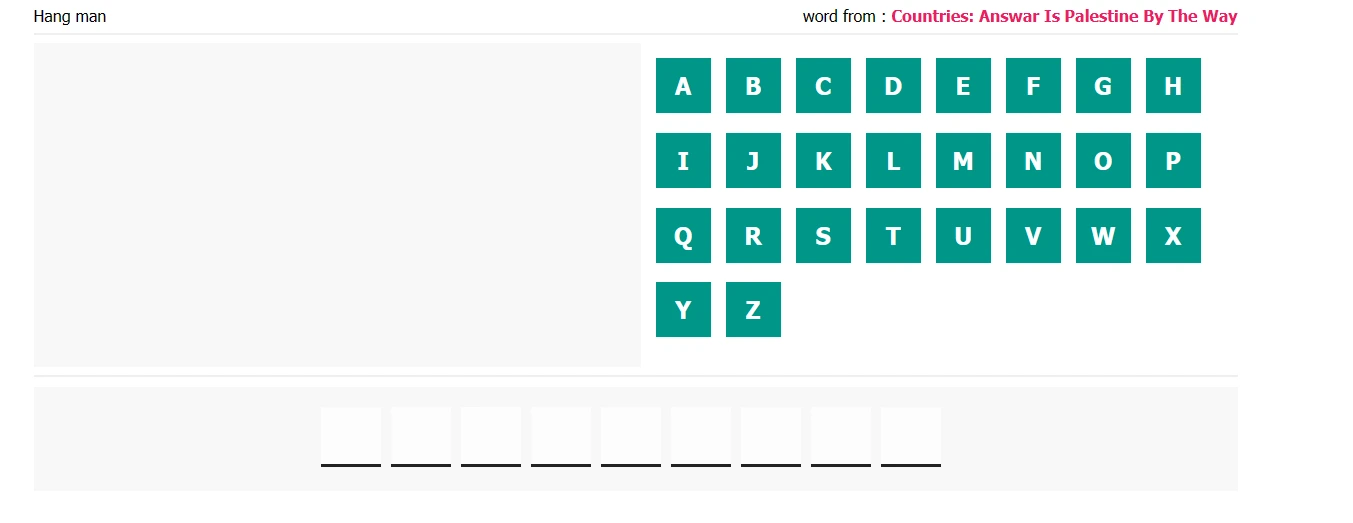 Hang man
word from : Countries: Answar Is Palestine By The Way
A B C D E F G H
I J K L M N O P
Q R S T U V W X
Y Z